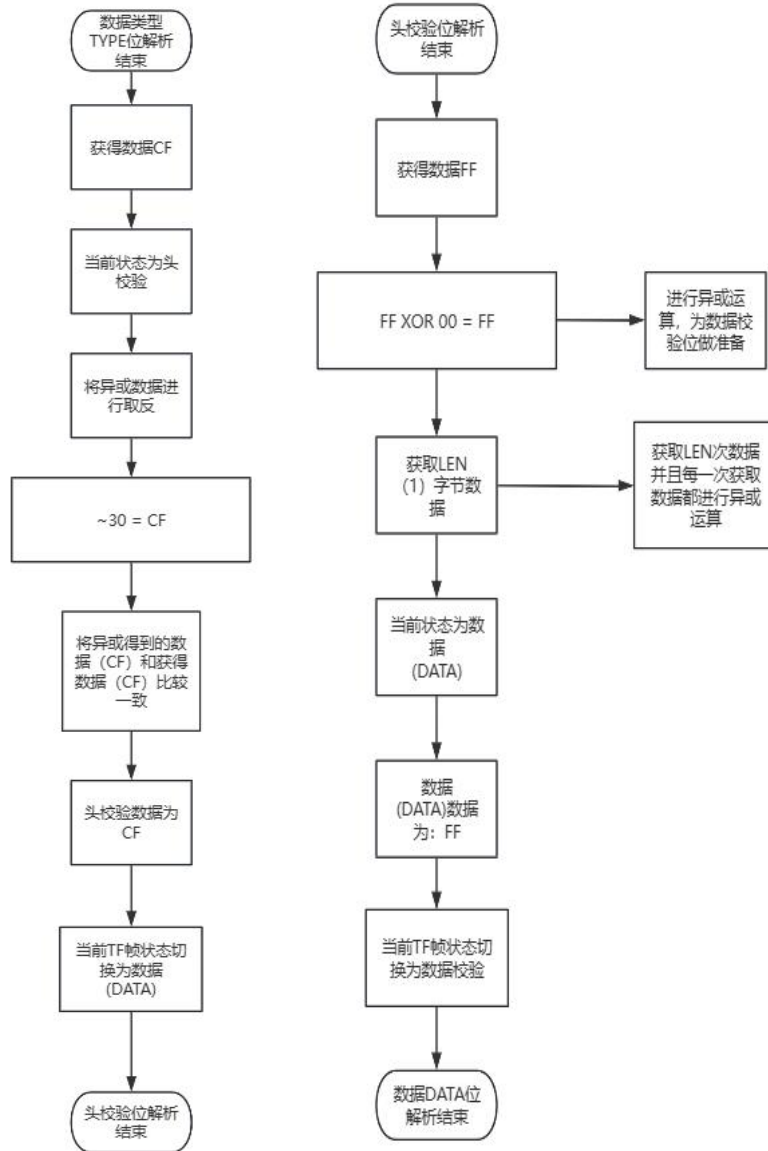 数据类型
TYPE位解析
结束
获得数据CF
当前状态为头
校验
将异或数据进
行取反
~30 = CF
将异或得到的数
据（CF）和获得
数据（CF）比较
一致
头校验数据为
CF
当前TF帧状态切
换为数据
(DATA)
头校验位解析
结束
头校验位解析
结束
获得数据FF
FF XOR 00 = FF
进行异或运
算，为数据校
验位做准备
获取LEN
（1）字节数
据
获取LEN次数据
并且每一次获取
数据都进行异或
运算
当前状态为数
据
(DATA)
数据
(DATA)数据
为：FF
当前TF帧状态切
换为数据校验
数据DATA位
解析结束